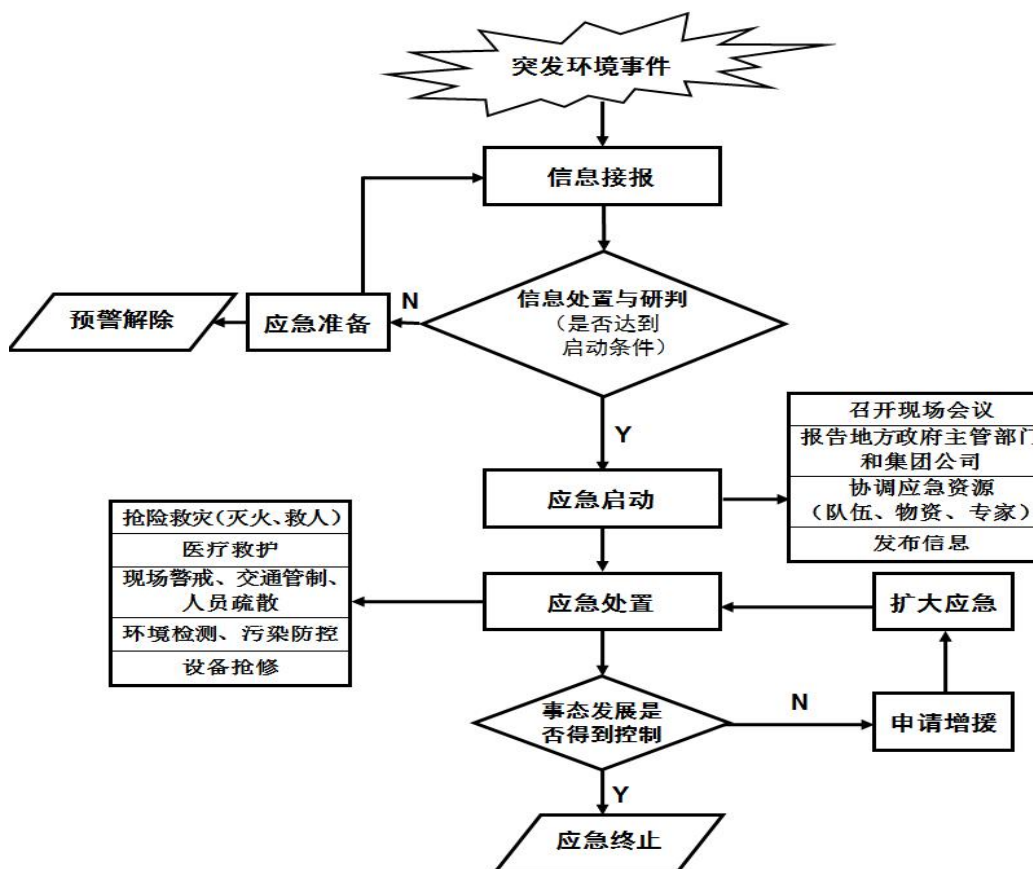 突发环境事件
信息接报
信息处置与研判
（是否达到
启动条件）
N
应急准备
预警解除
Y
召开现场会议
报告地方政府主管部门
和集团公司
协调应急资源
（队伍、物资、专家）
发布信息
应急启动
抢险救灾(灭火、救人)
医疗救护
现场警戒、交通管制、
人员疏散
环境检测、污染防控
设备抢修
应急处置
扩大应急
事态发展是
否得到控制
N
申请增援
Y
应急终止